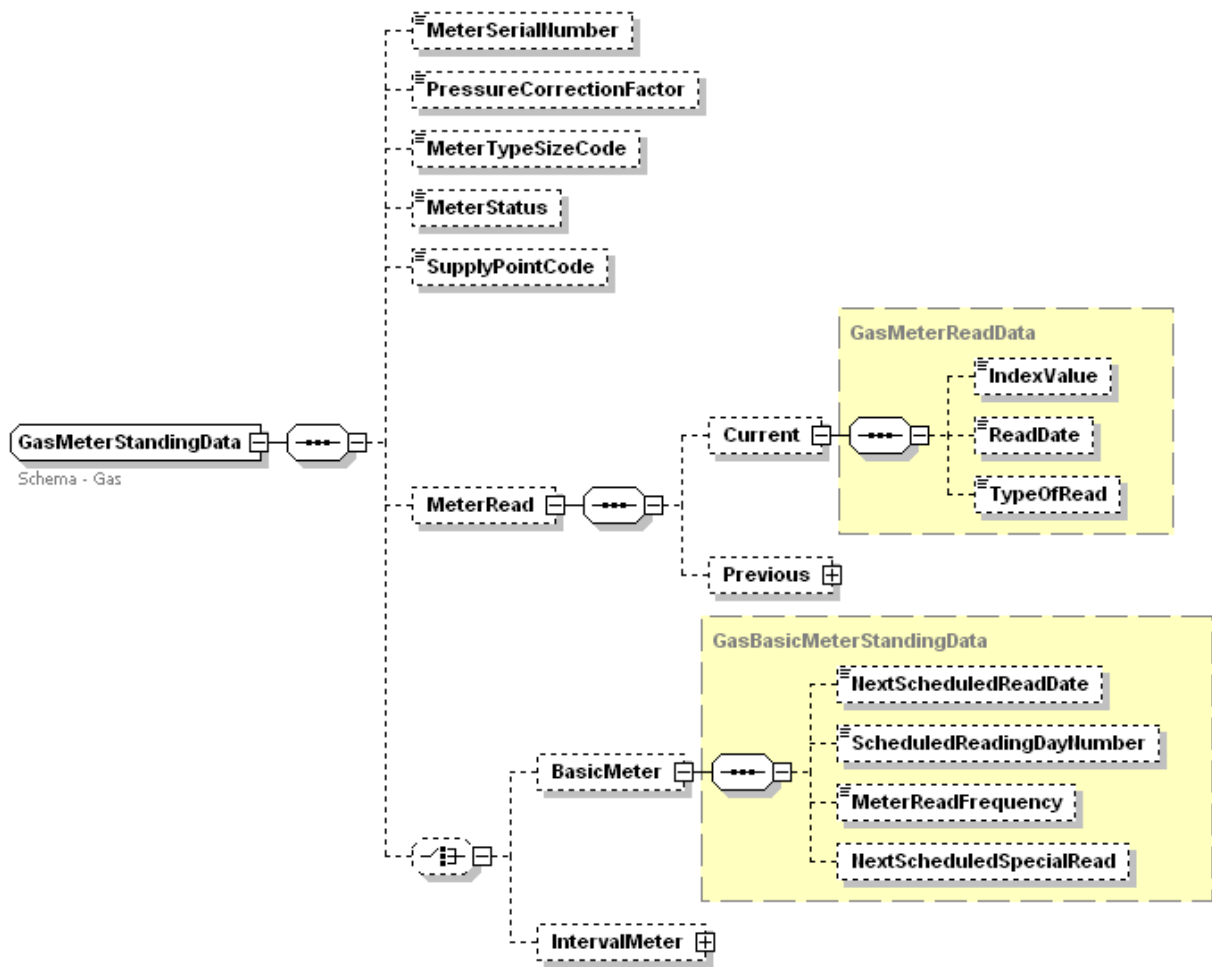 MeterSerialNumber
PressureCorrectionFactor
MeterTypeSizeCode
MeterStatus
SupplyPointCode
GasMeterReadData
IndexValue
GasMeterStandingData
Current
ReadDate
Schema - Gas
TypeOfRead
MeterRead
Previous
GasBasicMeterStandingData
NextScheduledReadDate
ScheduledReadingDayNumber
BasicMeter
MeterReadFrequency
NextScheduledSpecialRead
IntervalMeter